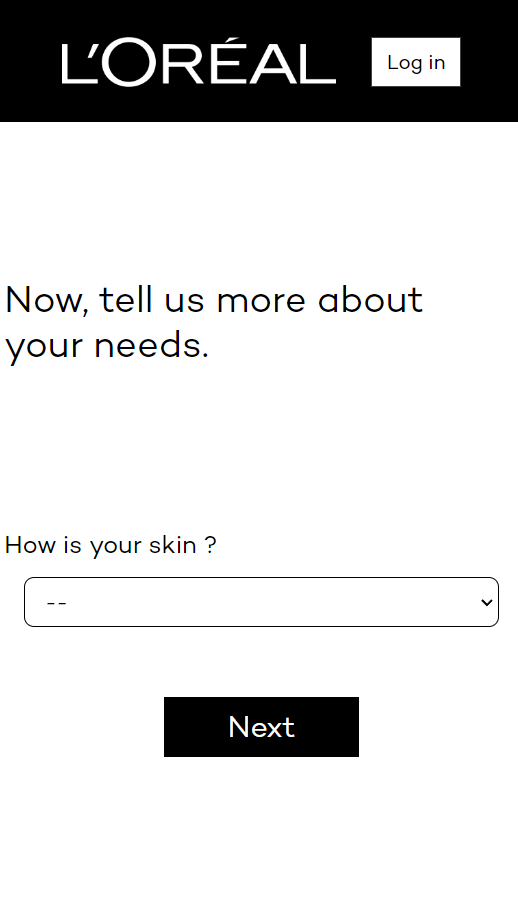 L'ORÉAL
Log in
Now, tell us more about
your needs.
How is your skin ?
--
Next